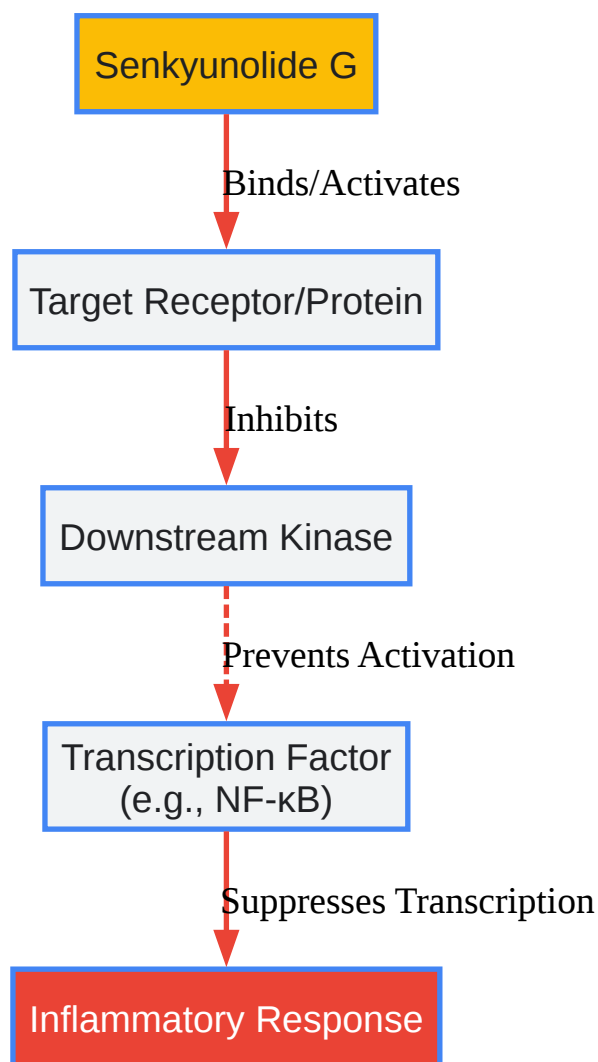 Senkyunolide G
Binds/Activates
Target Receptor/Protein
Inhibits
Downstream Kinase
Prevents Activation
Transcription Factor
(e.g., NF-κB)
Suppresses Transcription
Inflammatory Response